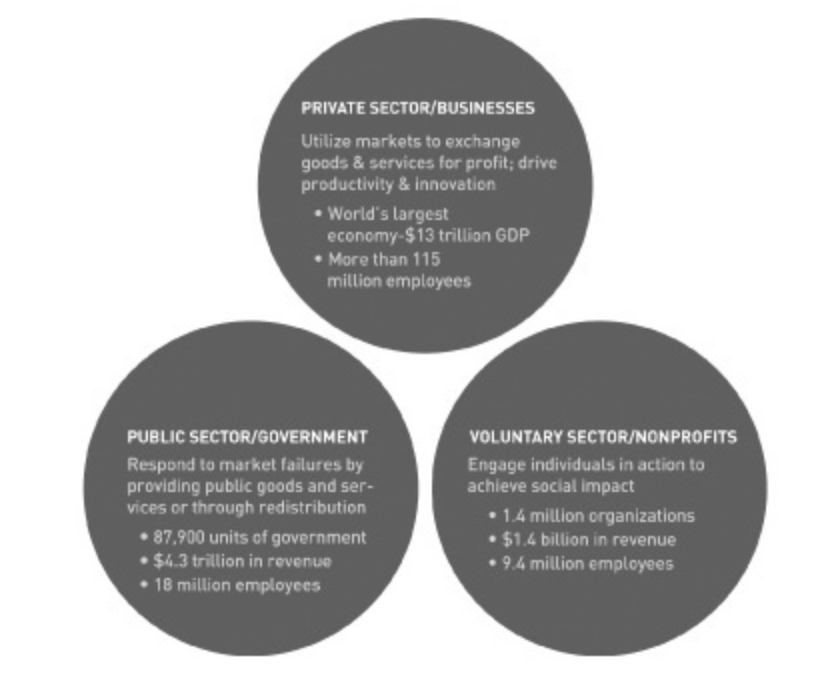 PRIVATE SECTOR/BUSINESSES
Utilize markets to exchange
goods & services for profit; drive
productivity & innovation
• World's largest
economy-$13 trillion GDP
• More than 115
million employees
PUBLIC SECTOR/GOVERNMENT
Respond to market failures by
providing public goods and ser-
vices or through redistribution
• 87,900 units of government
• $4.3 trillion in revenue
• 18 million employees
VOLUNTARY SECTOR/NONPROFITS
Engage individuals in action to
achieve social impact
• 1.4 million organizations
• $1.4 billion in revenue
• 9.4 million employees